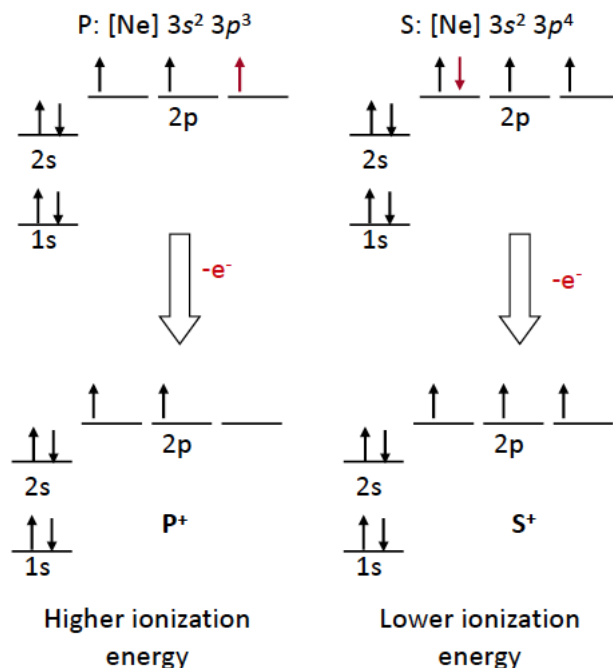 P: [Ne] 3s² 3p³
S: [Ne] 3s² 3p⁴
2p
2p
2s
2s
1s
1s
-e⁻
-e⁻
2p
2p
2s
2s
P⁺
S⁺
1s
1s
Higher ionization
energy
Lower ionization
energy